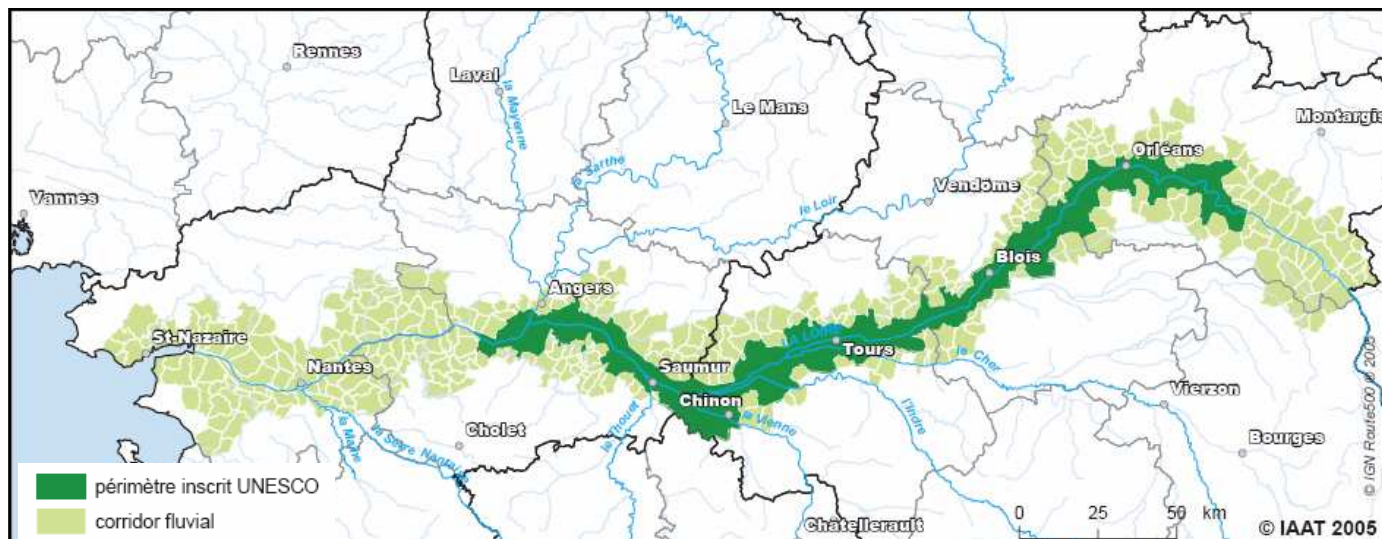 Rennes
Laval
la Mayenne
Le Mans
la Sarthe
Montargis
Orléans
Vannes
Vendôme
le Loir
Blois
Angers
St-Nazaire
La Loire
Tours
Nantes
Saumur
le Cher
Chinon
la Vienne
l'Indre
Vierzon
la Maine
la Sèvre Nantaise
Cholet
le Thouet
Bourges
périmètre inscrit UNESCO
corridor fluvial
Châtellerault
0 25 50 km
© IAAT 2005
© IGN Route500 ® 2003